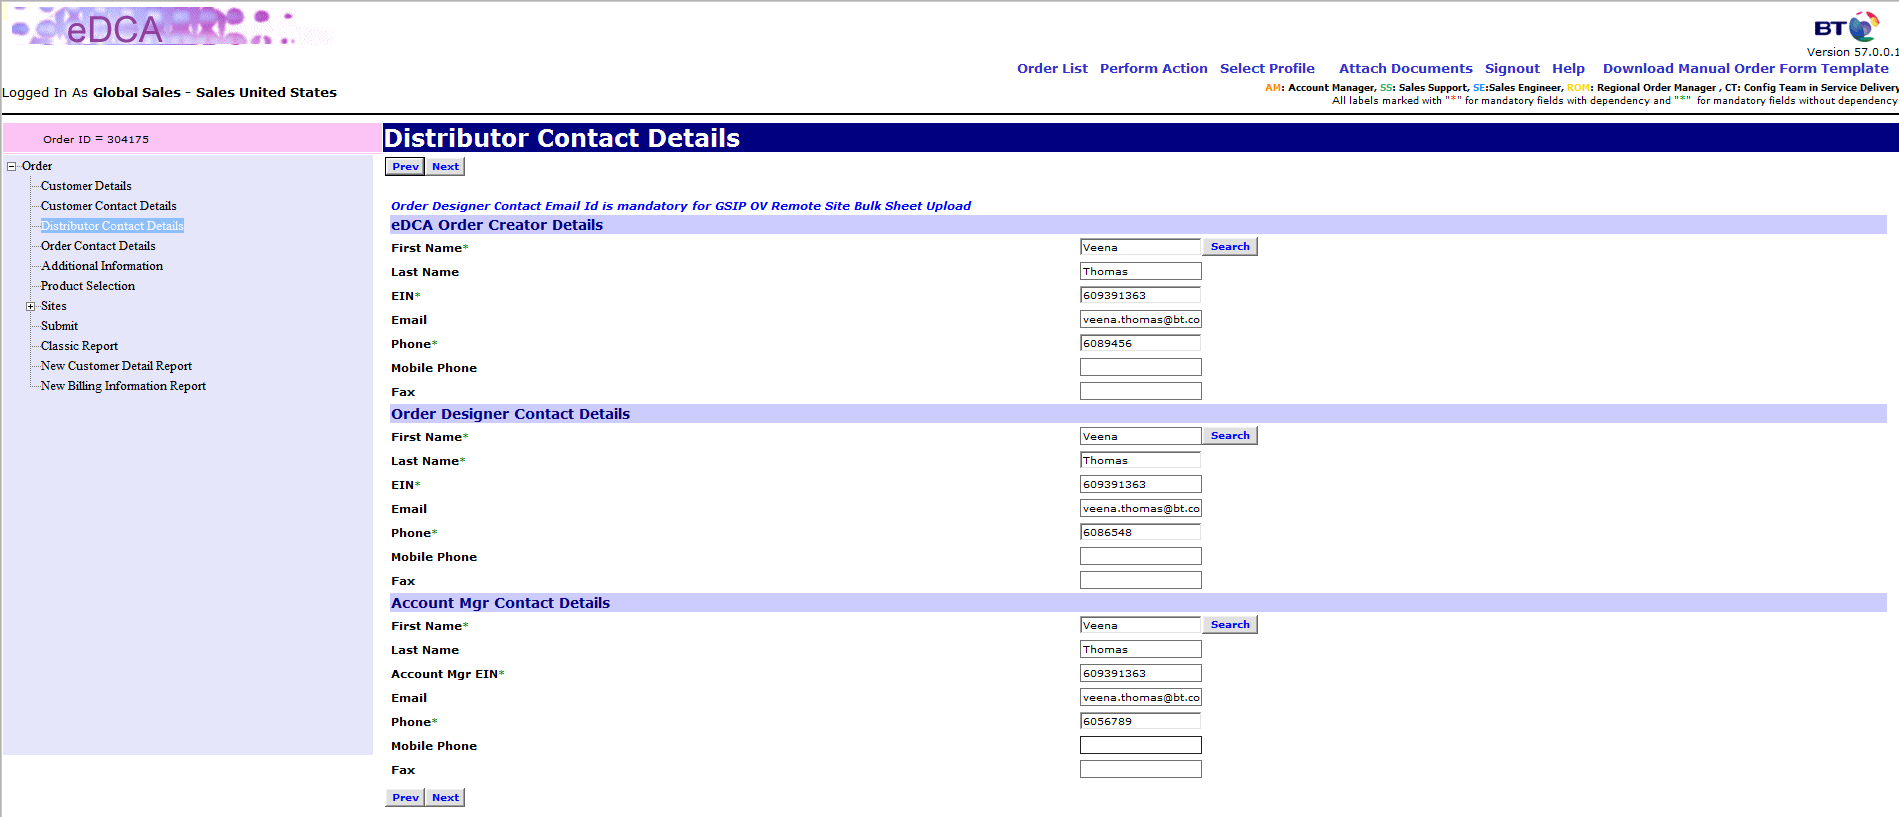 eDCA
BT
Version 57.0.0.1
Order List Perform Action Select Profile Attach Documents Signout Help Download Manual Order Form Template
Logged In As Global Sales - Sales United States
AM: Account Manager, SS: Sales Support, SE:Sales Engineer, ROM: Regional Order Manager , CT: Config Team in Service Delivery
All labels marked with "*" for mandatory fields with dependency and "*" for mandatory fields without dependency
Order ID = 304175
Order
Customer Details
Customer Contact Details
Distributor Contact Details
Order Contact Details
Additional Information
Product Selection
Sites
Submit
Classic Report
New Customer Detail Report
New Billing Information Report
Distributor Contact Details
Prev Next
Order Designer Contact Email Id is mandatory for GSIP OV Remote Site Bulk Sheet Upload
eDCA Order Creator Details
First Name* Veena Search
Last Name Thomas
EIN* 609391363
Email veena.thomas@bt.co
Phone* 6089456
Mobile Phone
Fax
Order Designer Contact Details
First Name* Veena Search
Last Name* Thomas
EIN* 609391363
Email veena.thomas@bt.co
Phone* 6086548
Mobile Phone
Fax
Account Mgr Contact Details
First Name* Veena Search
Last Name Thomas
Account Mgr EIN* 609391363
Email veena.thomas@bt.co
Phone* 6056789
Mobile Phone
Fax
Prev Next